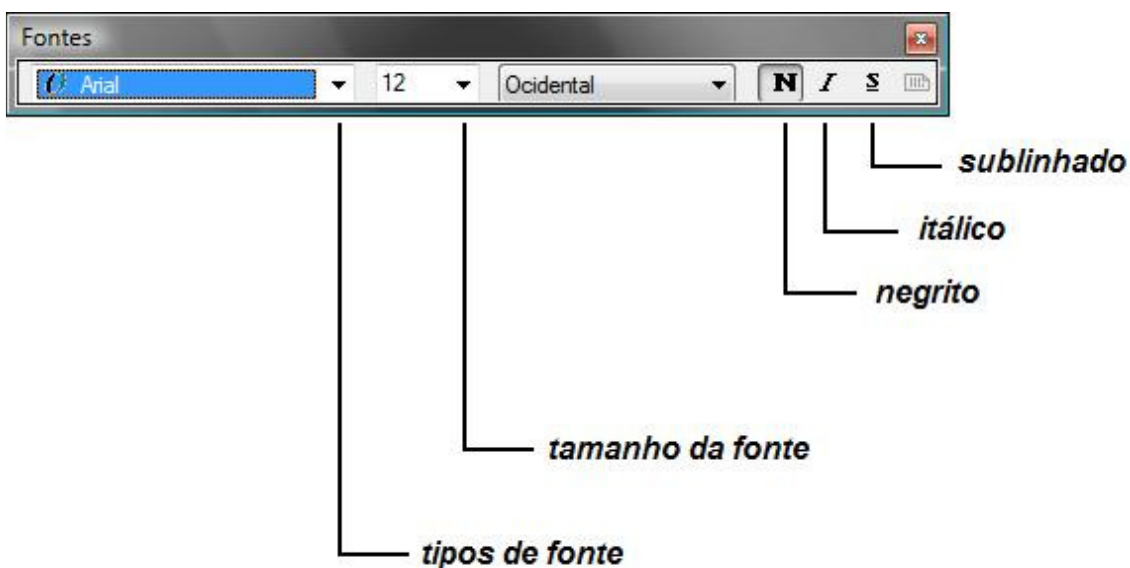 Fontes
Arial 12 Ocidental N I S
sublinhado
itálico
negrito
tamanho da fonte
tipos de fonte